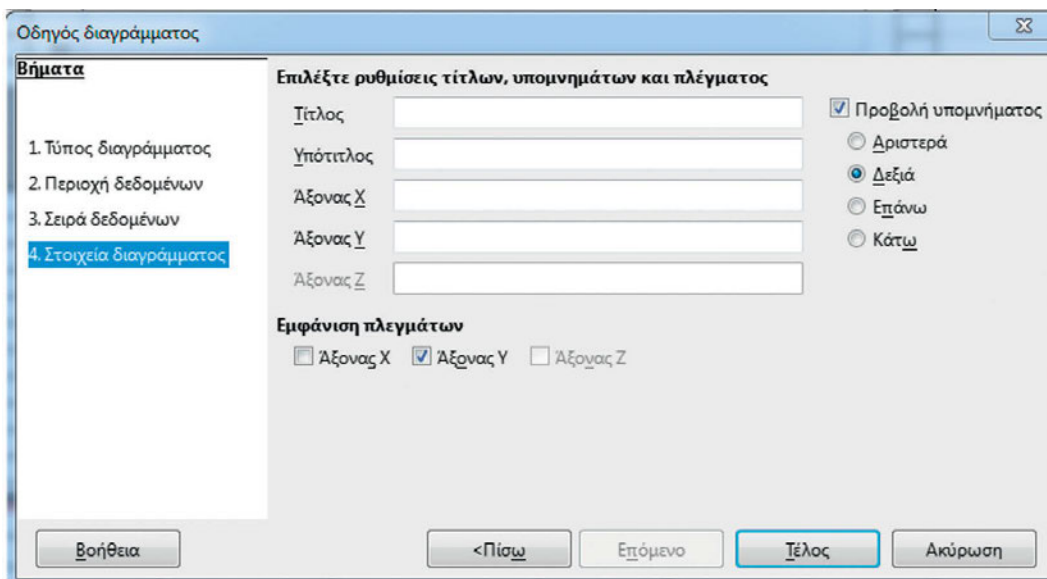 Οδηγός διαγράμματος
Βήματα
1. Τύπος διαγράμματος
2. Περιοχή δεδομένων
3. Σειρά δεδομένων
4. Στοιχεία διαγράμματος
Επιλέξτε ρυθμίσεις τίτλων, υπομνημάτων και πλέγματος
Τίτλος
Υπότιτλος
Άξονας X
Άξονας Y
Άξονας Z
Προβολή υπομνήματος
Αριστερά
Δεξιά
Επάνω
Κάτω
Εμφάνιση πλεγμάτων
Άξονας X Άξονας Y Άξονας Z
Βοήθεια <Πίσω Επόμενο Τέλος Ακύρωση